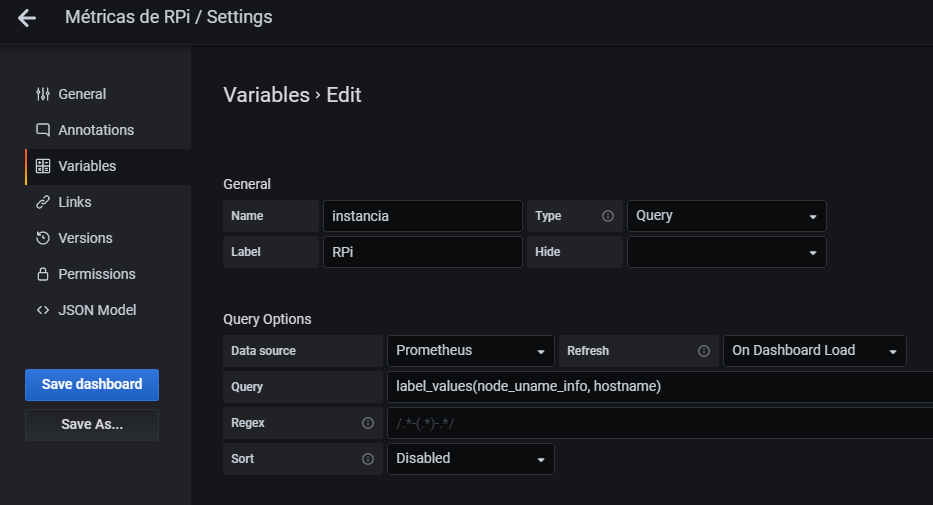 Métricas de RPi / Settings
General
Annotations
Variables
Links
Versions
Permissions
JSON Model
Save dashboard
Save As...
Variables › Edit
General
Name instancia Type Query
Label RPi Hide
Query Options
Data source Prometheus Refresh On Dashboard Load
Query label_values(node_uname_info, hostname)
Regex /.*-(.*)-.*/
Sort Disabled